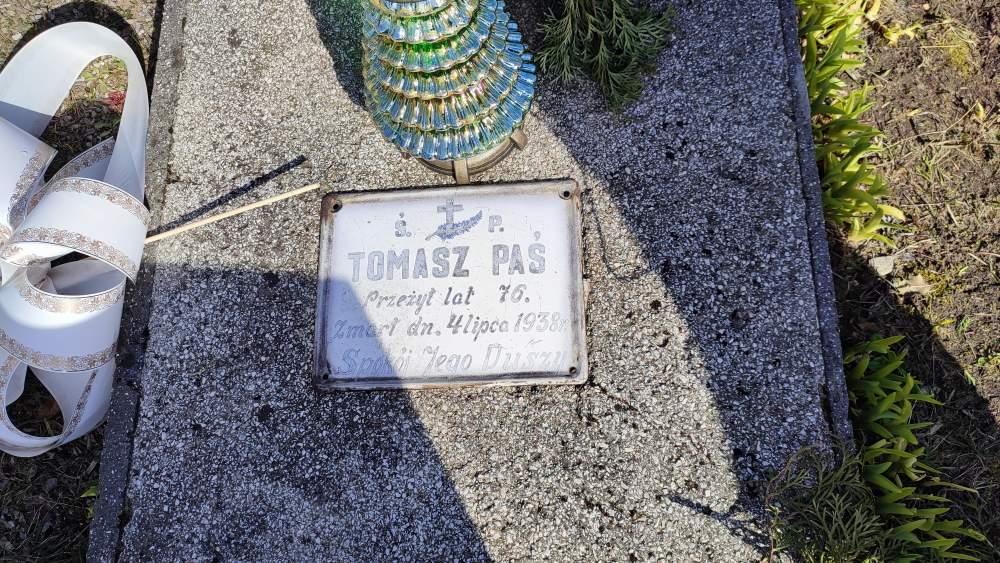 Ś. P.
TOMASZ PAŚ
Przeżył lat 76.
Zmarł dn. 4 lipca 1938 r.
Spokój Jego Duszy